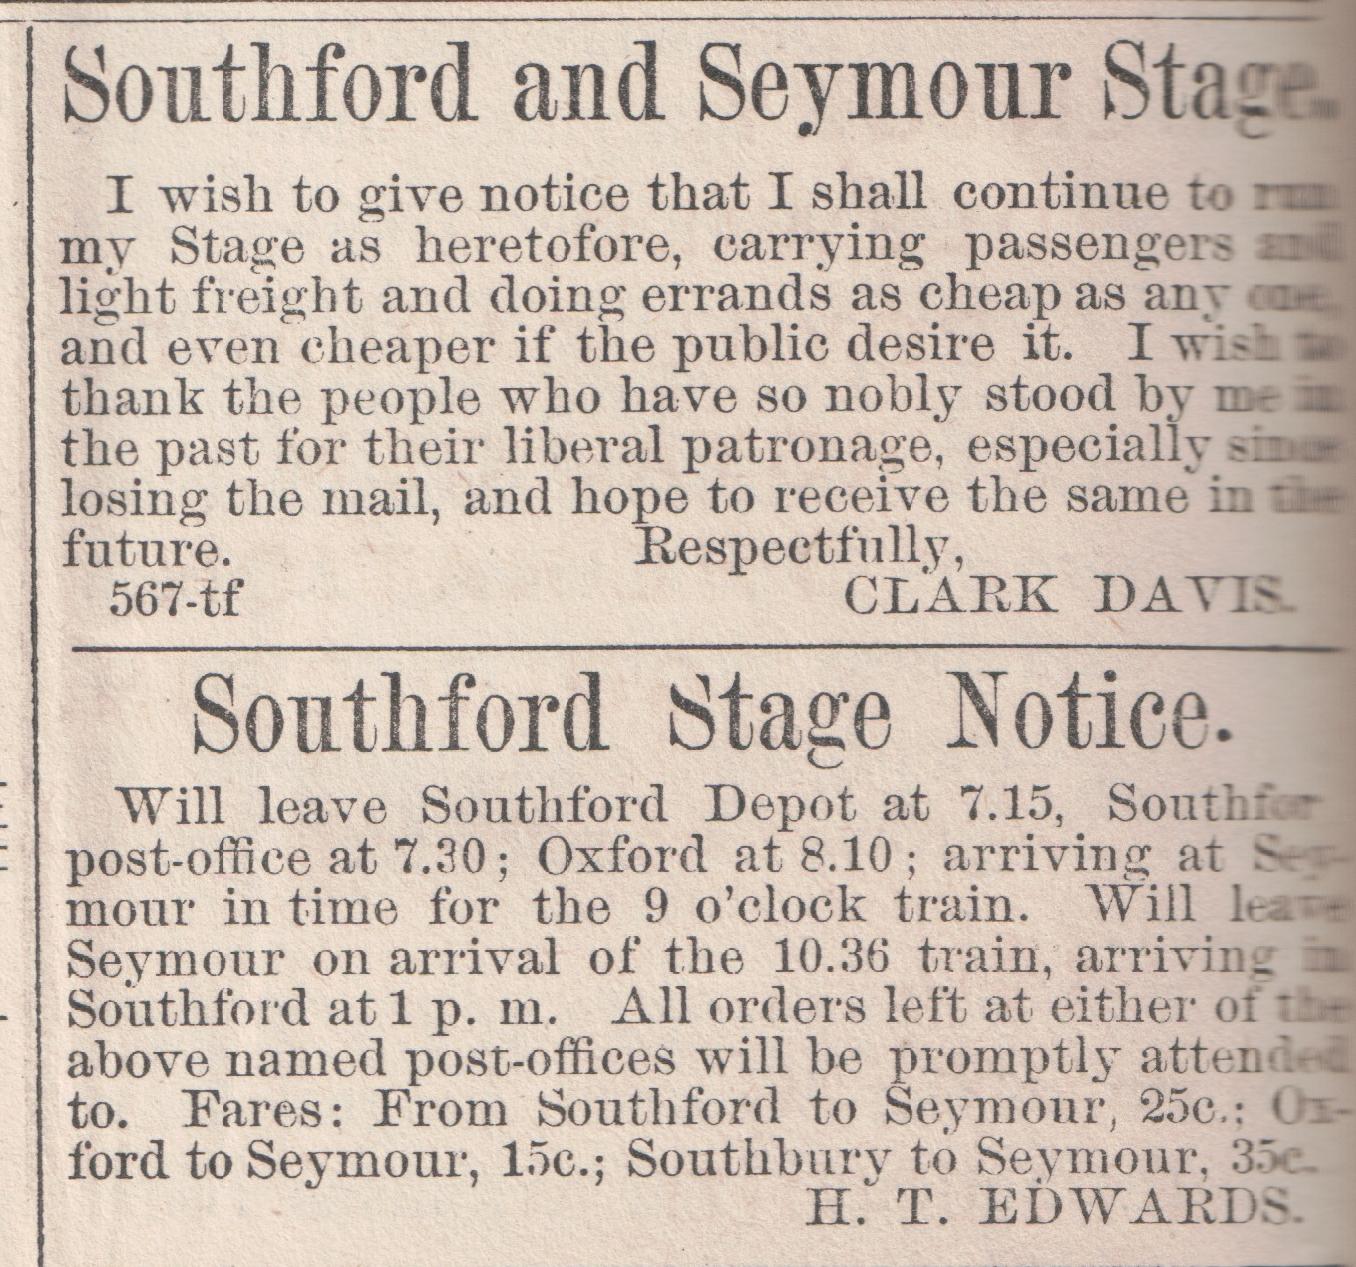 Southford and Seymour Stage.
I wish to give notice that I shall continue to run
my Stage as heretofore, carrying passengers and
light freight and doing errands as cheap as any one,
and even cheaper if the public desire it. I wish to
thank the people who have so nobly stood by me in
the past for their liberal patronage, especially since
losing the mail, and hope to receive the same in the
future. Respectfully,
567-tf CLARK DAVIS.
Southford Stage Notice.
Will leave Southford Depot at 7.15, Southfor
post-office at 7.30; Oxford at 8.10; arriving at Sey-
mour in time for the 9 o'clock train. Will leave
Seymour on arrival of the 10.36 train, arriving in
Southford at 1 p. m. All orders left at either of the
above named post-offices will be promptly attended
to. Fares: From Southford to Seymour, 25c.; Ox-
ford to Seymour, 15c.; Southbury to Seymour, 35c.
H. T. EDWARDS.